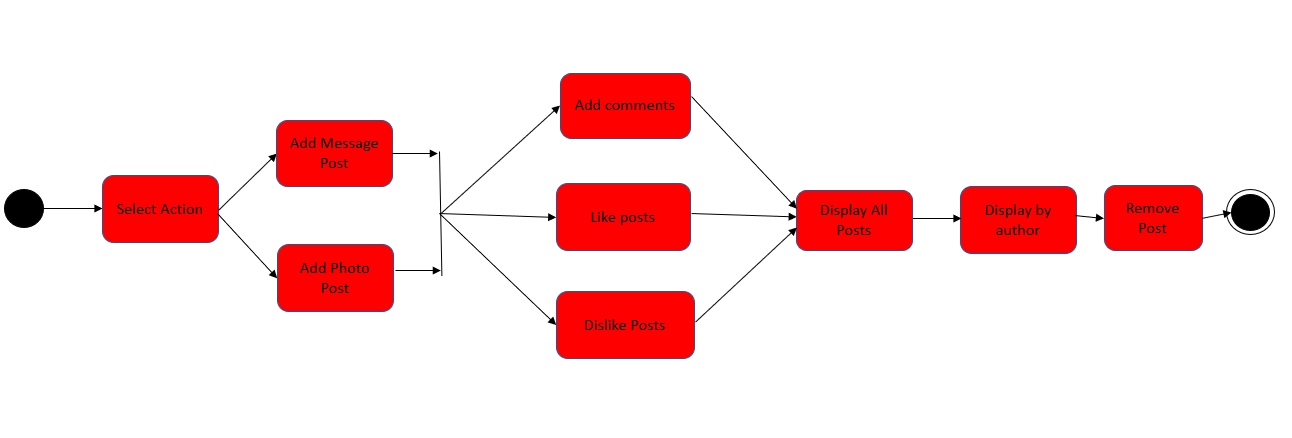 Select Action
Add Message
Post
Add Photo
Post
Add comments
Like posts
Dislike Posts
Display All
Posts
Display by
author
Remove
Post